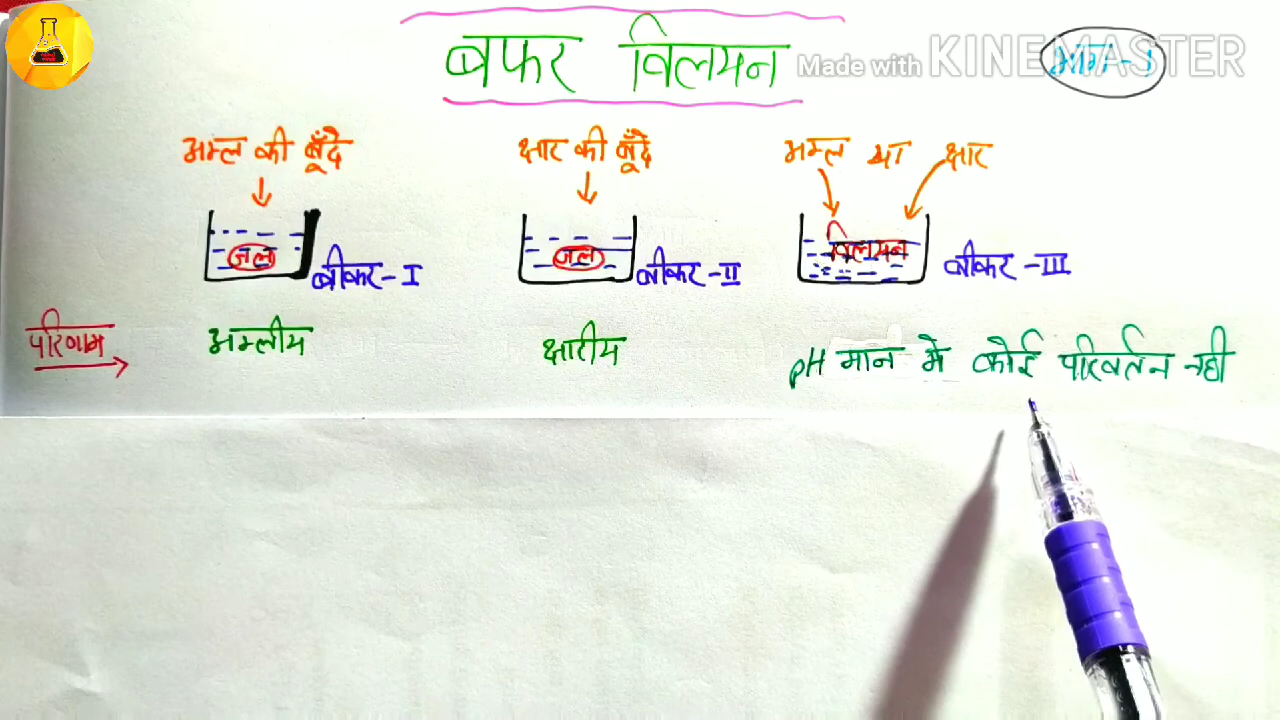 बफर विलयन
Made with KINEMASTER
भाग-1
अम्ल की बूँदे क्षार की बूँदे अम्ल या क्षार
जल जल विलयन
बीकर-I बीकर-II बीकर-III
परिणाम अम्लीय क्षारीय pH मान मे कोई परिवर्तन नही